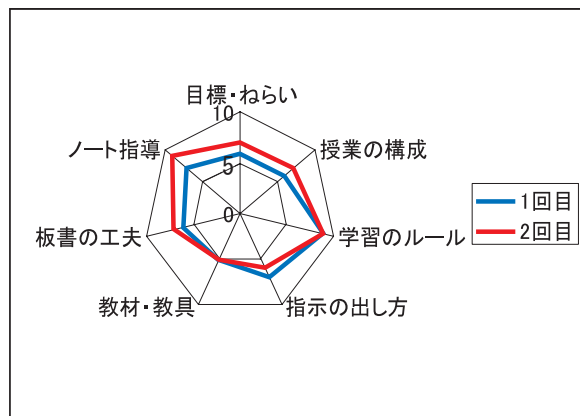 目標・ねらい
10
ノート指導
授業の構成
5
1回目
板書の工夫
0
学習のルール
2回目
教材・教具
指示の出し方